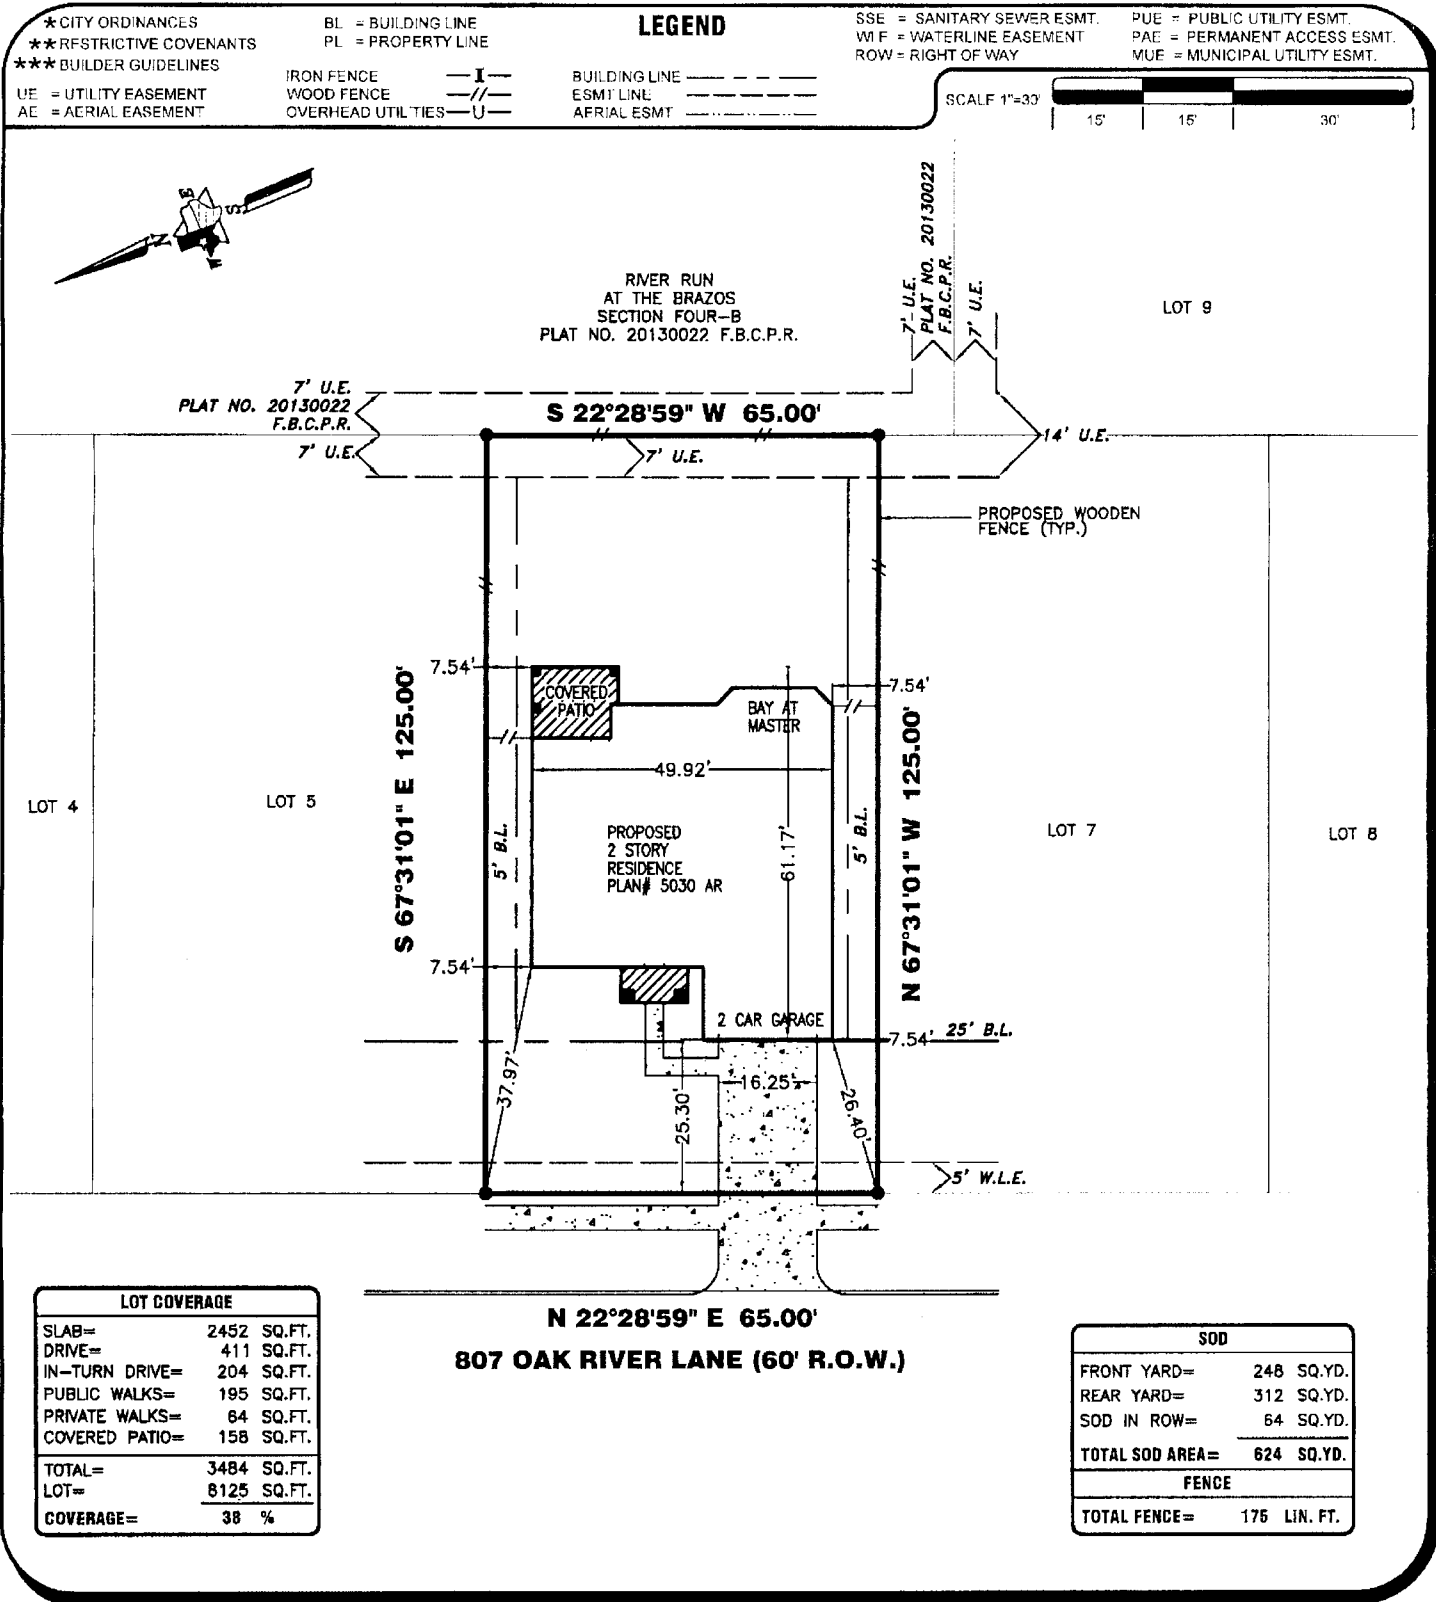 LEGEND
* CITY ORDINANCES
** RESTRICTIVE COVENANTS
*** BUILDER GUIDELINES
UE = UTILITY EASEMENT
AE = AERIAL EASEMENT
BL = BUILDING LINE
PL = PROPERTY LINE
IRON FENCE —I—
WOOD FENCE —//—
OVERHEAD UTILTIES —U—
BUILDING LINE
ESMT LINE
AERIAL ESMT
SSE = SANITARY SEWER ESMT.
WLE = WATERLINE EASEMENT
ROW = RIGHT OF WAY
PUE = PUBLIC UTILITY ESMT.
PAE = PERMANENT ACCESS ESMT.
MUE = MUNICIPAL UTILITY ESMT.
SCALE 1"=30'
15' 15' 30'
N E S W
RIVER RUN
AT THE BRAZOS
SECTION FOUR-B
PLAT NO. 20130022 F.B.C.P.R.
7' U.E.
PLAT NO. 20130022
F.B.C.P.R.
7' U.E.
LOT 9
7' U.E.
PLAT NO. 20130022
F.B.C.P.R.
7' U.E.
S 22°28'59" W 65.00'
7' U.E.
14' U.E.
PROPOSED WOODEN
FENCE (TYP.)
7.54'
COVERED
PATIO
BAY AT
MASTER
7.54'
49.92'
S 67°31'01" E 125.00'
N 67°31'01" W 125.00'
LOT 4
LOT 5
5' B.L.
PROPOSED
2 STORY
RESIDENCE
PLAN# 5030 AR
61.17'
5' B.L.
LOT 7
LOT 8
7.54'
2 CAR GARAGE
7.54'
25' B.L.
37.97'
25.30'
16.25'
26.40'
5' W.L.E.
N 22°28'59" E 65.00'
807 OAK RIVER LANE (60' R.O.W.)
LOT COVERAGE
SLAB= 2452 SQ.FT.
DRIVE= 411 SQ.FT.
IN-TURN DRIVE= 204 SQ.FT.
PUBLIC WALKS= 195 SQ.FT.
PRIVATE WALKS= 64 SQ.FT.
COVERED PATIO= 158 SQ.FT.
TOTAL= 3484 SQ.FT.
LOT= 8125 SQ.FT.
COVERAGE= 38 %
SOD
FRONT YARD= 248 SQ.YD.
REAR YARD= 312 SQ.YD.
SOD IN ROW= 64 SQ.YD.
TOTAL SOD AREA= 624 SQ.YD.
FENCE
TOTAL FENCE= 175 LIN. FT.